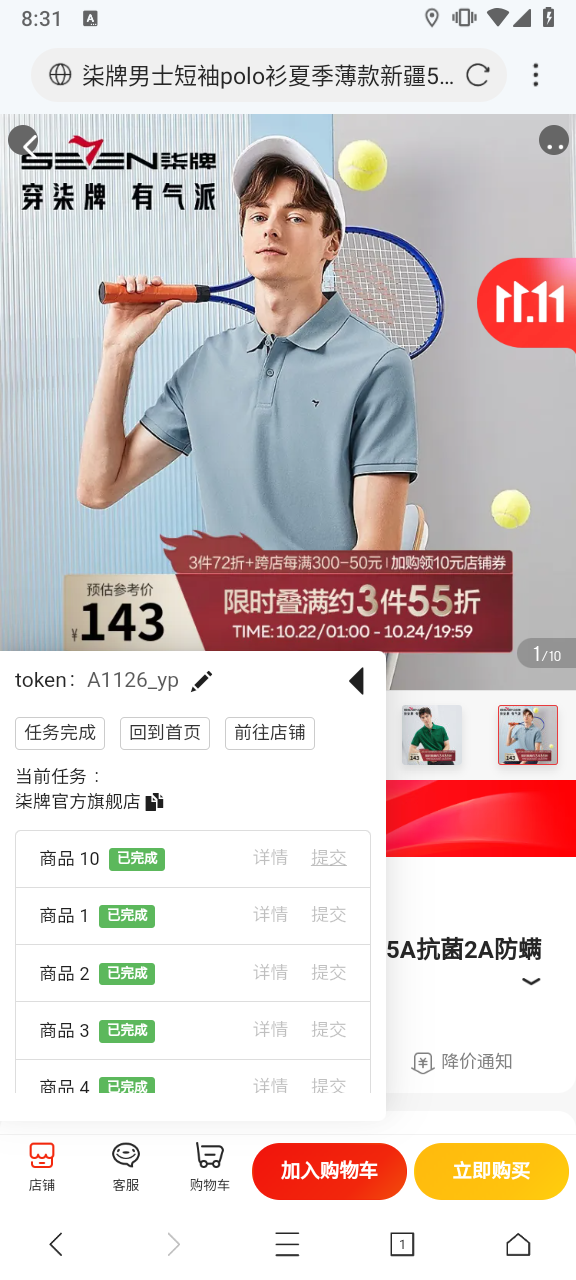 8:31
A
柒牌男士短袖polo衫夏季薄款新疆5...
SEVEN柒牌
穿柒牌 有气派
11.11
3件72折+跨店每满300-50元 | 加购领10元店铺券
预估参考价
¥143
限时叠满约3件55折
TIME: 10.22/01:00 - 10.24/19:59
1/10
token: A1126_yp
任务完成
回到首页
前往店铺
当前任务：
柒牌官方旗舰店
商品 10 已完成 详情 提交
商品 1 已完成 详情 提交
商品 2 已完成 详情 提交
商品 3 已完成 详情 提交
商品 4 已完成 详情 提交
5A抗菌2A防螨
降价通知
店铺
客服
购物车
加入购物车
立即购买
1